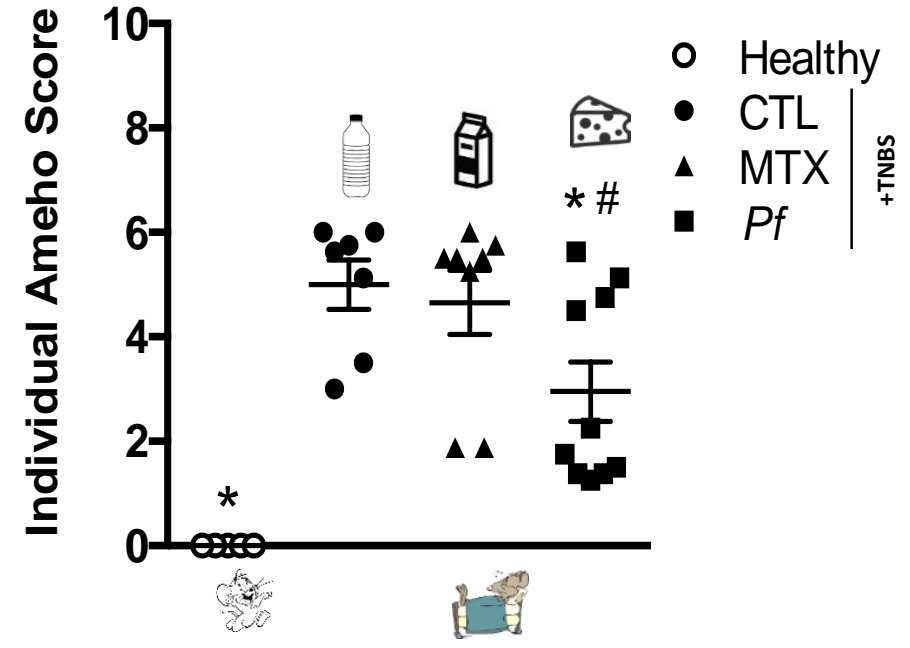 Individual Ameho Score
10
8
6
4
2
0
*
* #
Healthy
CTL
MTX
Pf
+TNBS